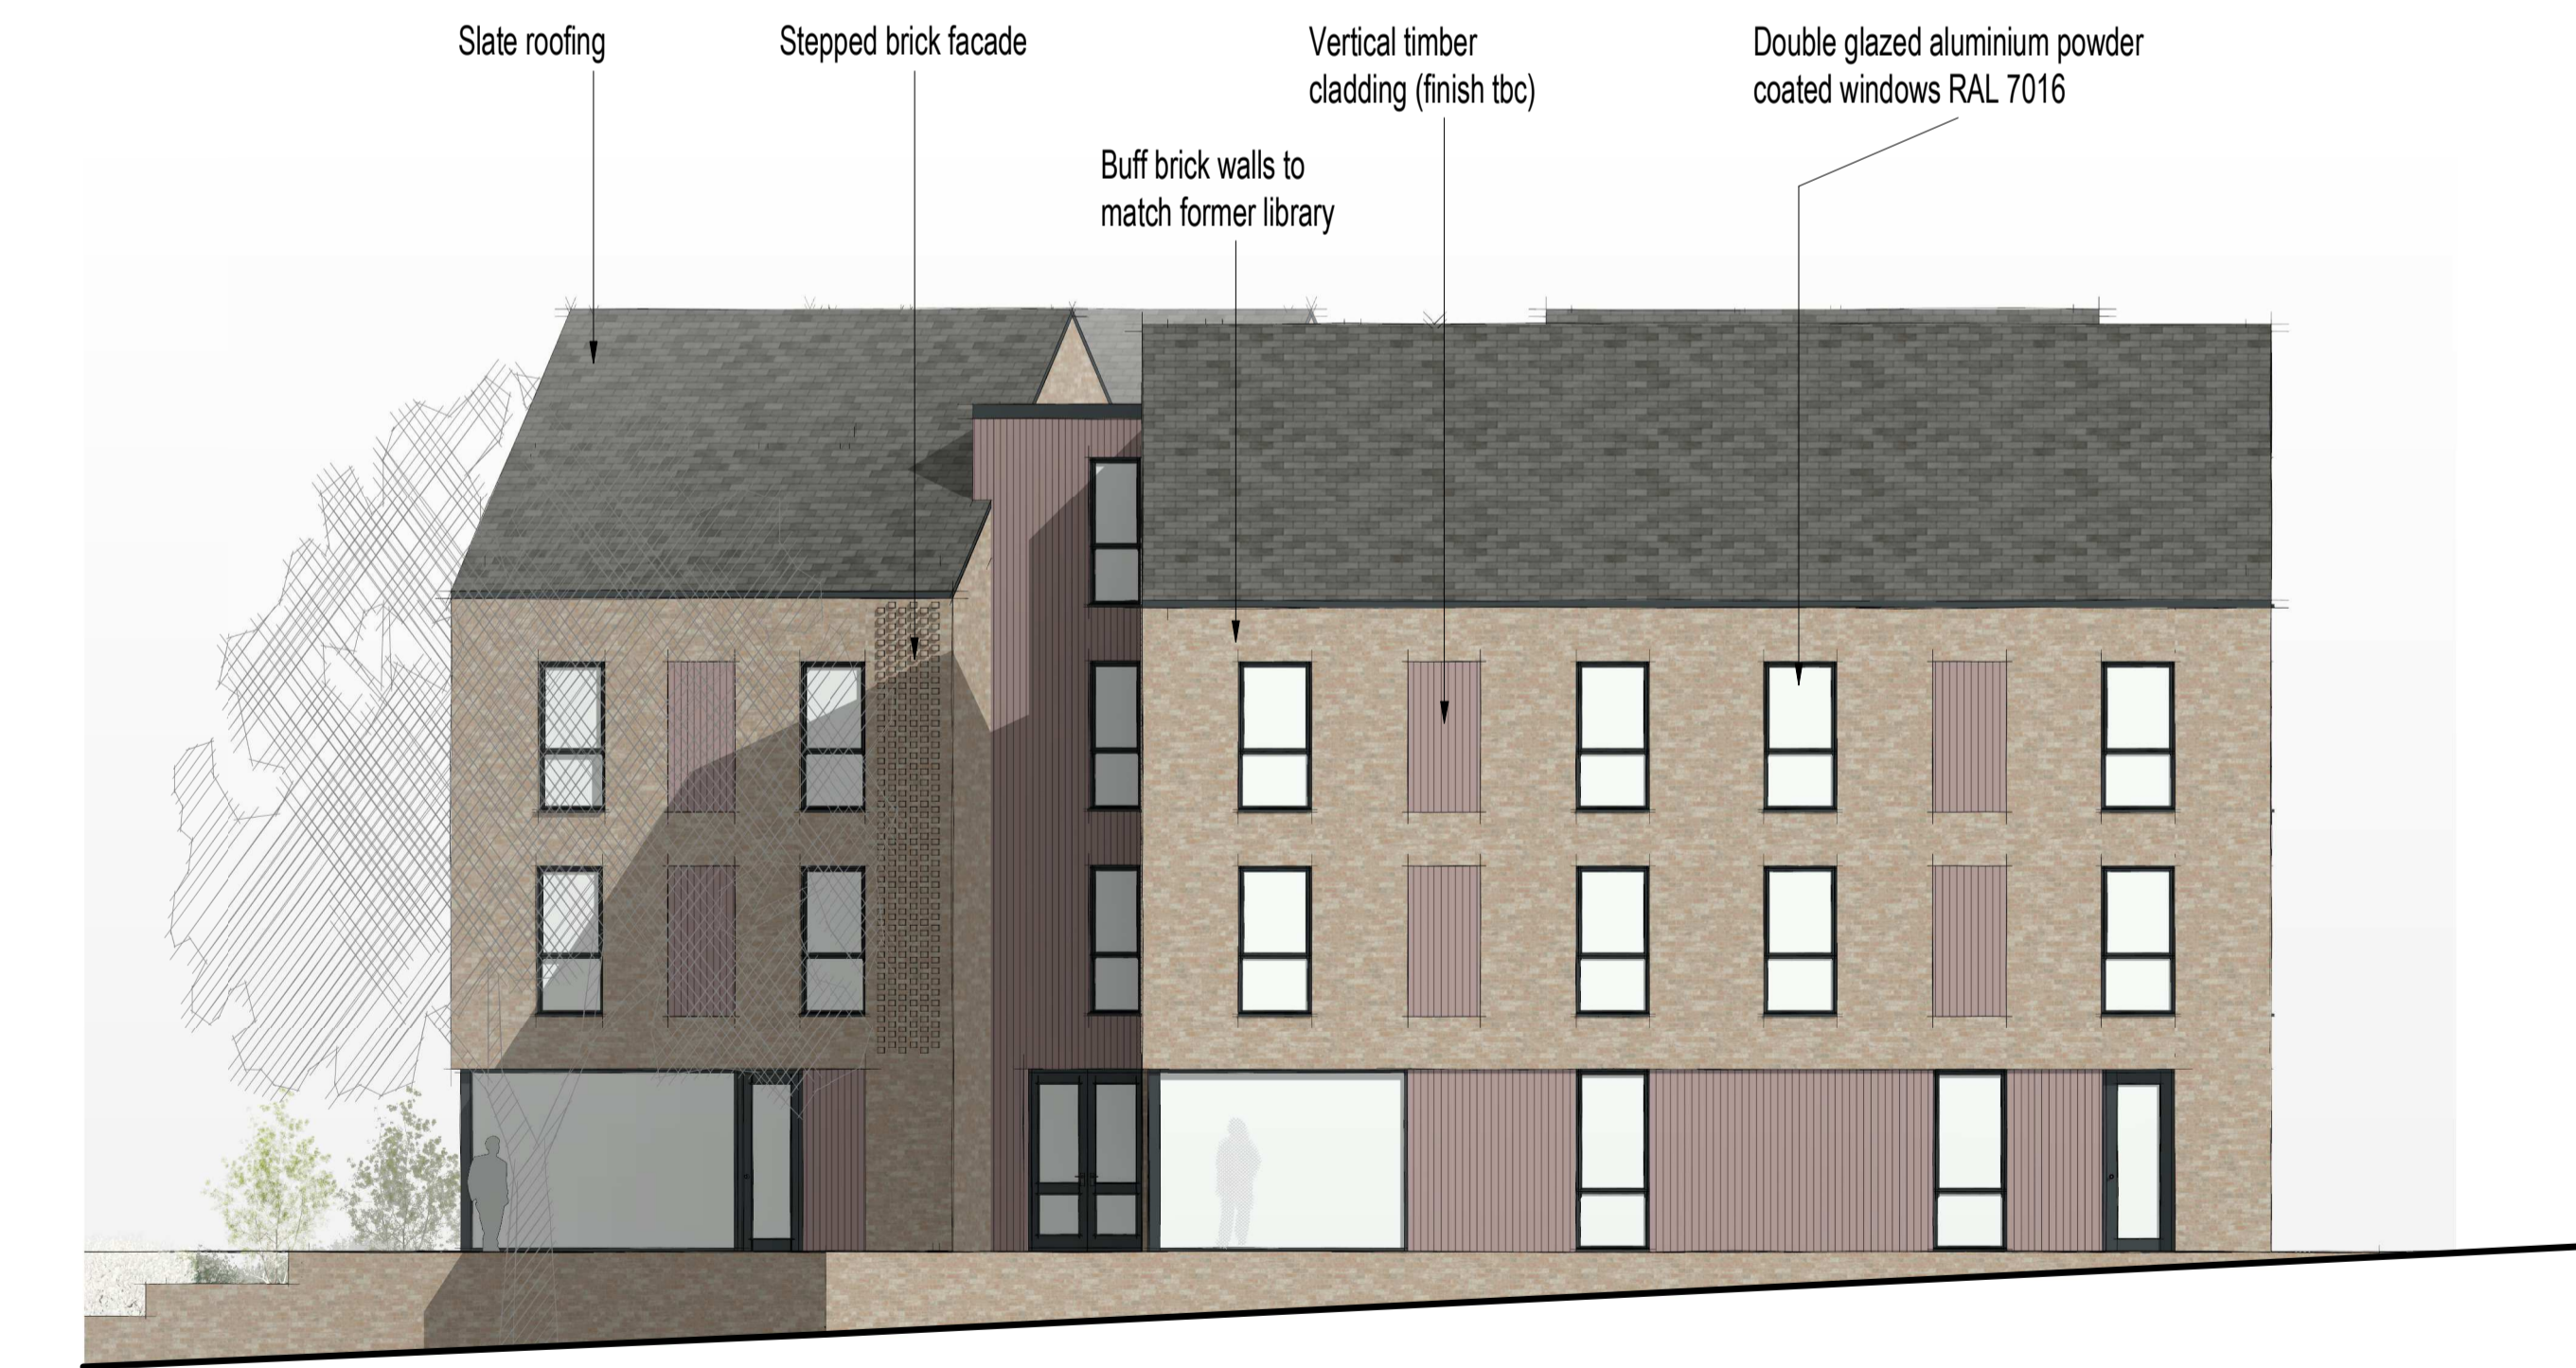 Slate roofing
Stepped brick facade
Vertical timber
cladding (finish tbc)
Double glazed aluminium powder
coated windows RAL 7016
Buff brick walls to
match former library